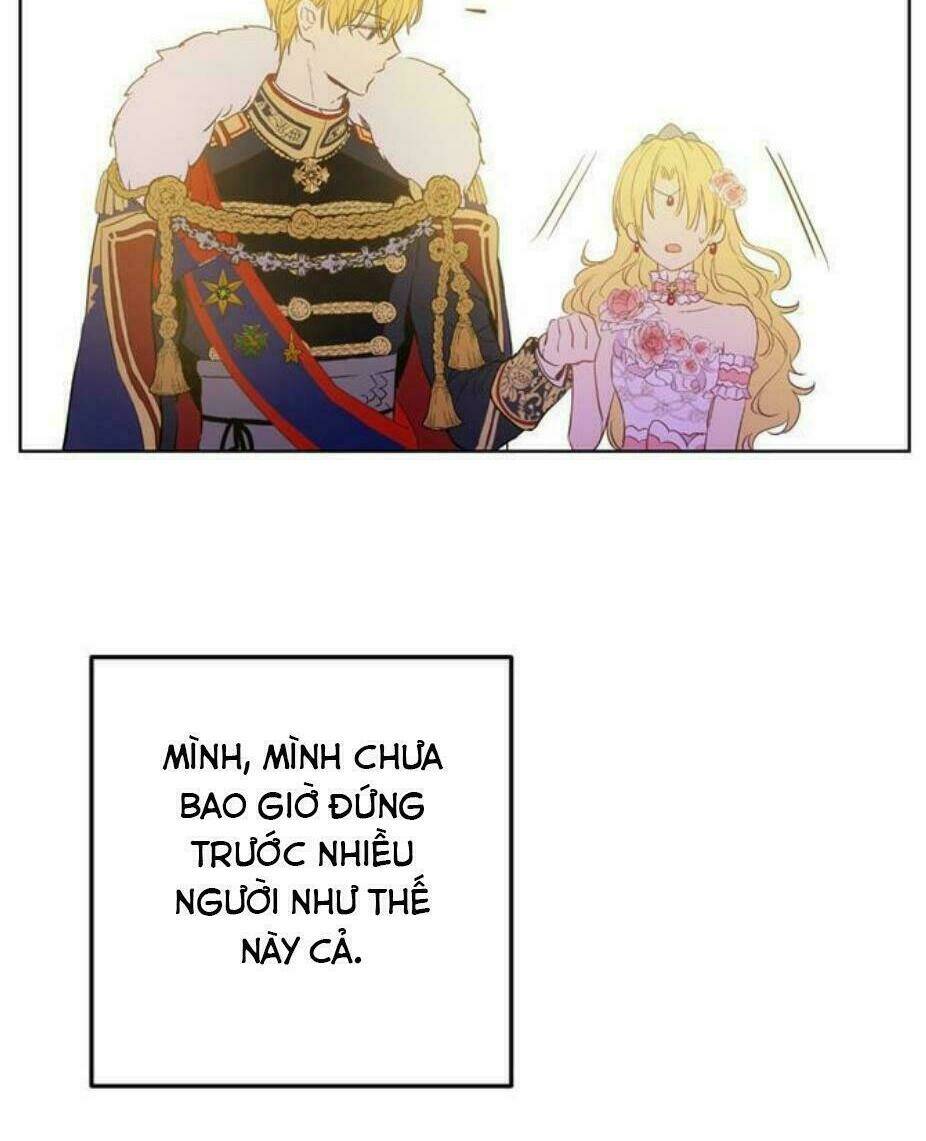 MÌNH, MÌNH CHƯA
BAO GIỜ ĐỨNG
TRƯỚC NHIỀU
NGƯỜI NHƯ THẾ
NÀY CẢ.